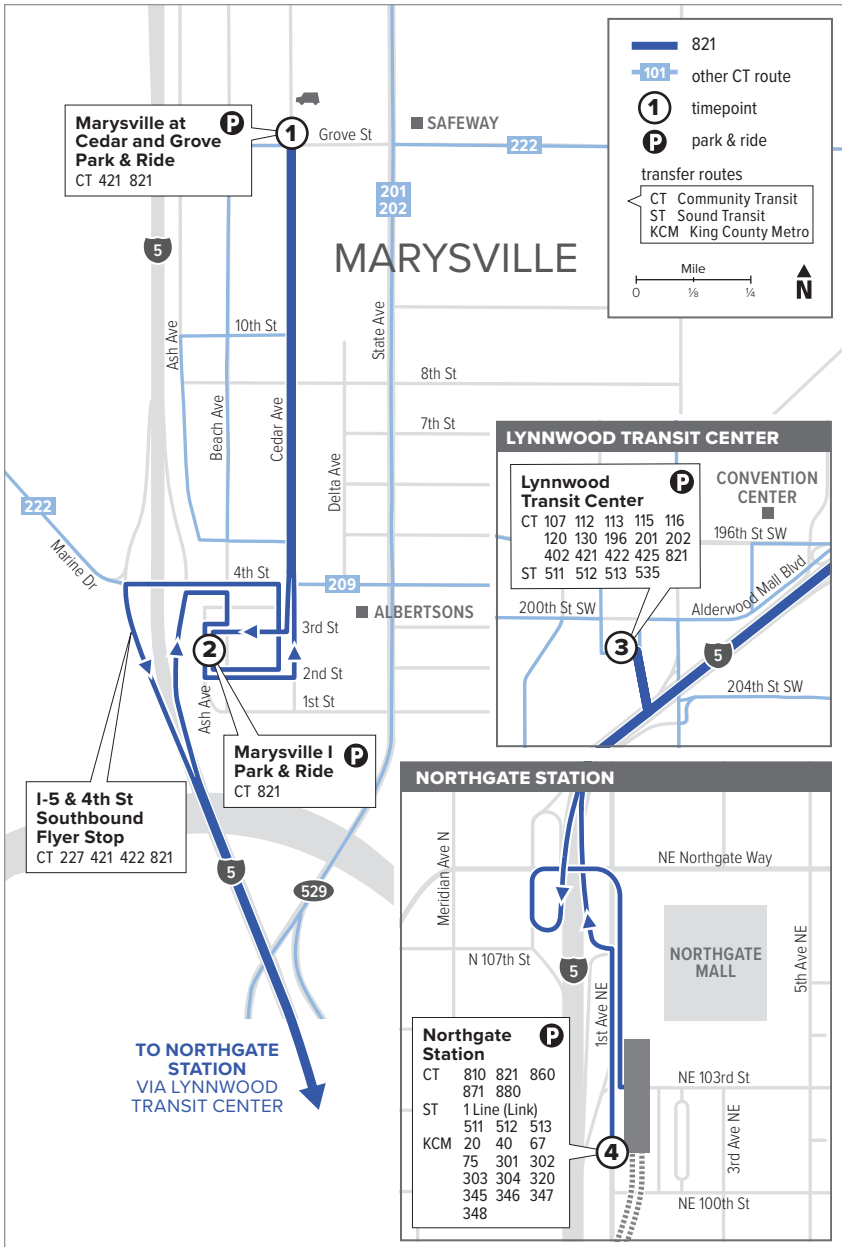 821
101 other CT route
1 timepoint
P park & ride
transfer routes
CT Community Transit
ST Sound Transit
KCM King County Metro
Mile
0 ⅛ ¼
N
Marysville at
Cedar and Grove
Park & Ride
P
CT 421 821
1
Grove St
SAFEWAY
222
201
202
5
MARYSVILLE
10th St
Ash Ave
Beach Ave
Cedar Ave
State Ave
8th St
7th St
Delta Ave
222
Marine Dr
4th St
209
ALBERTSONS
3rd St
2
2nd St
Ash Ave
1st St
Marysville I
Park & Ride
P
CT 821
I-5 & 4th St
Southbound
Flyer Stop
CT 227 421 422 821
5
529
TO NORTHGATE
STATION
VIA LYNNWOOD
TRANSIT CENTER
LYNNWOOD TRANSIT CENTER
Lynnwood
Transit Center
P
CT 107 112 113 115 116
120 130 196 201 202
402 421 422 425 821
ST 511 512 513 535
CONVENTION
CENTER
196th St SW
Alderwood Mall Blvd
200th St SW
3
5
204th St SW
NORTHGATE STATION
Meridian Ave N
NE Northgate Way
N 107th St
5
1st Ave NE
NORTHGATE
MALL
5th Ave NE
Northgate
Station
P
CT 810 821 860
871 880
ST 1 Line (Link)
511 512 513
KCM 20 40 67
75 301 302
303 304 320
345 346 347
348
4
NE 103rd St
3rd Ave NE
NE 100th St